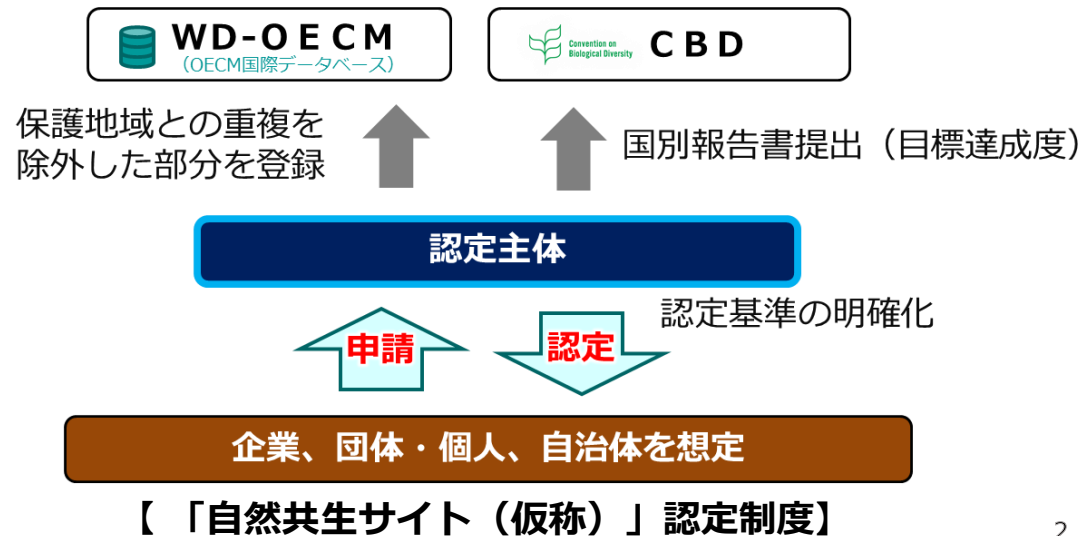 WD-OECM
（OECM国際データベース）
Convention on
Biological Diversity
CBD
保護地域との重複を
除外した部分を登録
国別報告書提出（目標達成度）
認定主体
認定基準の明確化
申請
認定
企業、団体・個人、自治体を想定
【 「自然共生サイト（仮称）」認定制度】
2